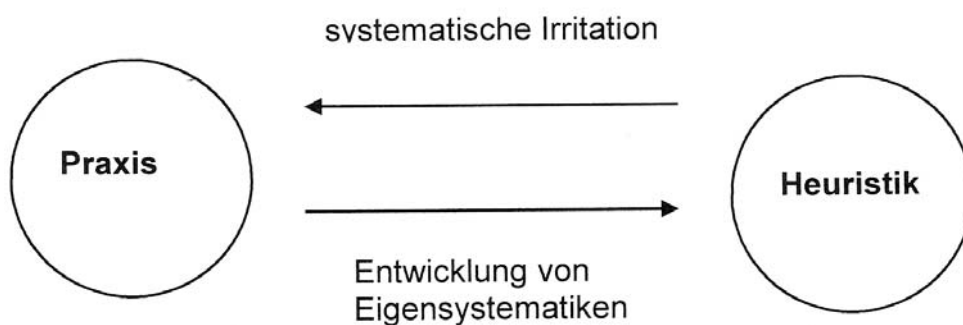 systematische Irritation
Praxis
Heuristik
Entwicklung von
Eigensystematiken